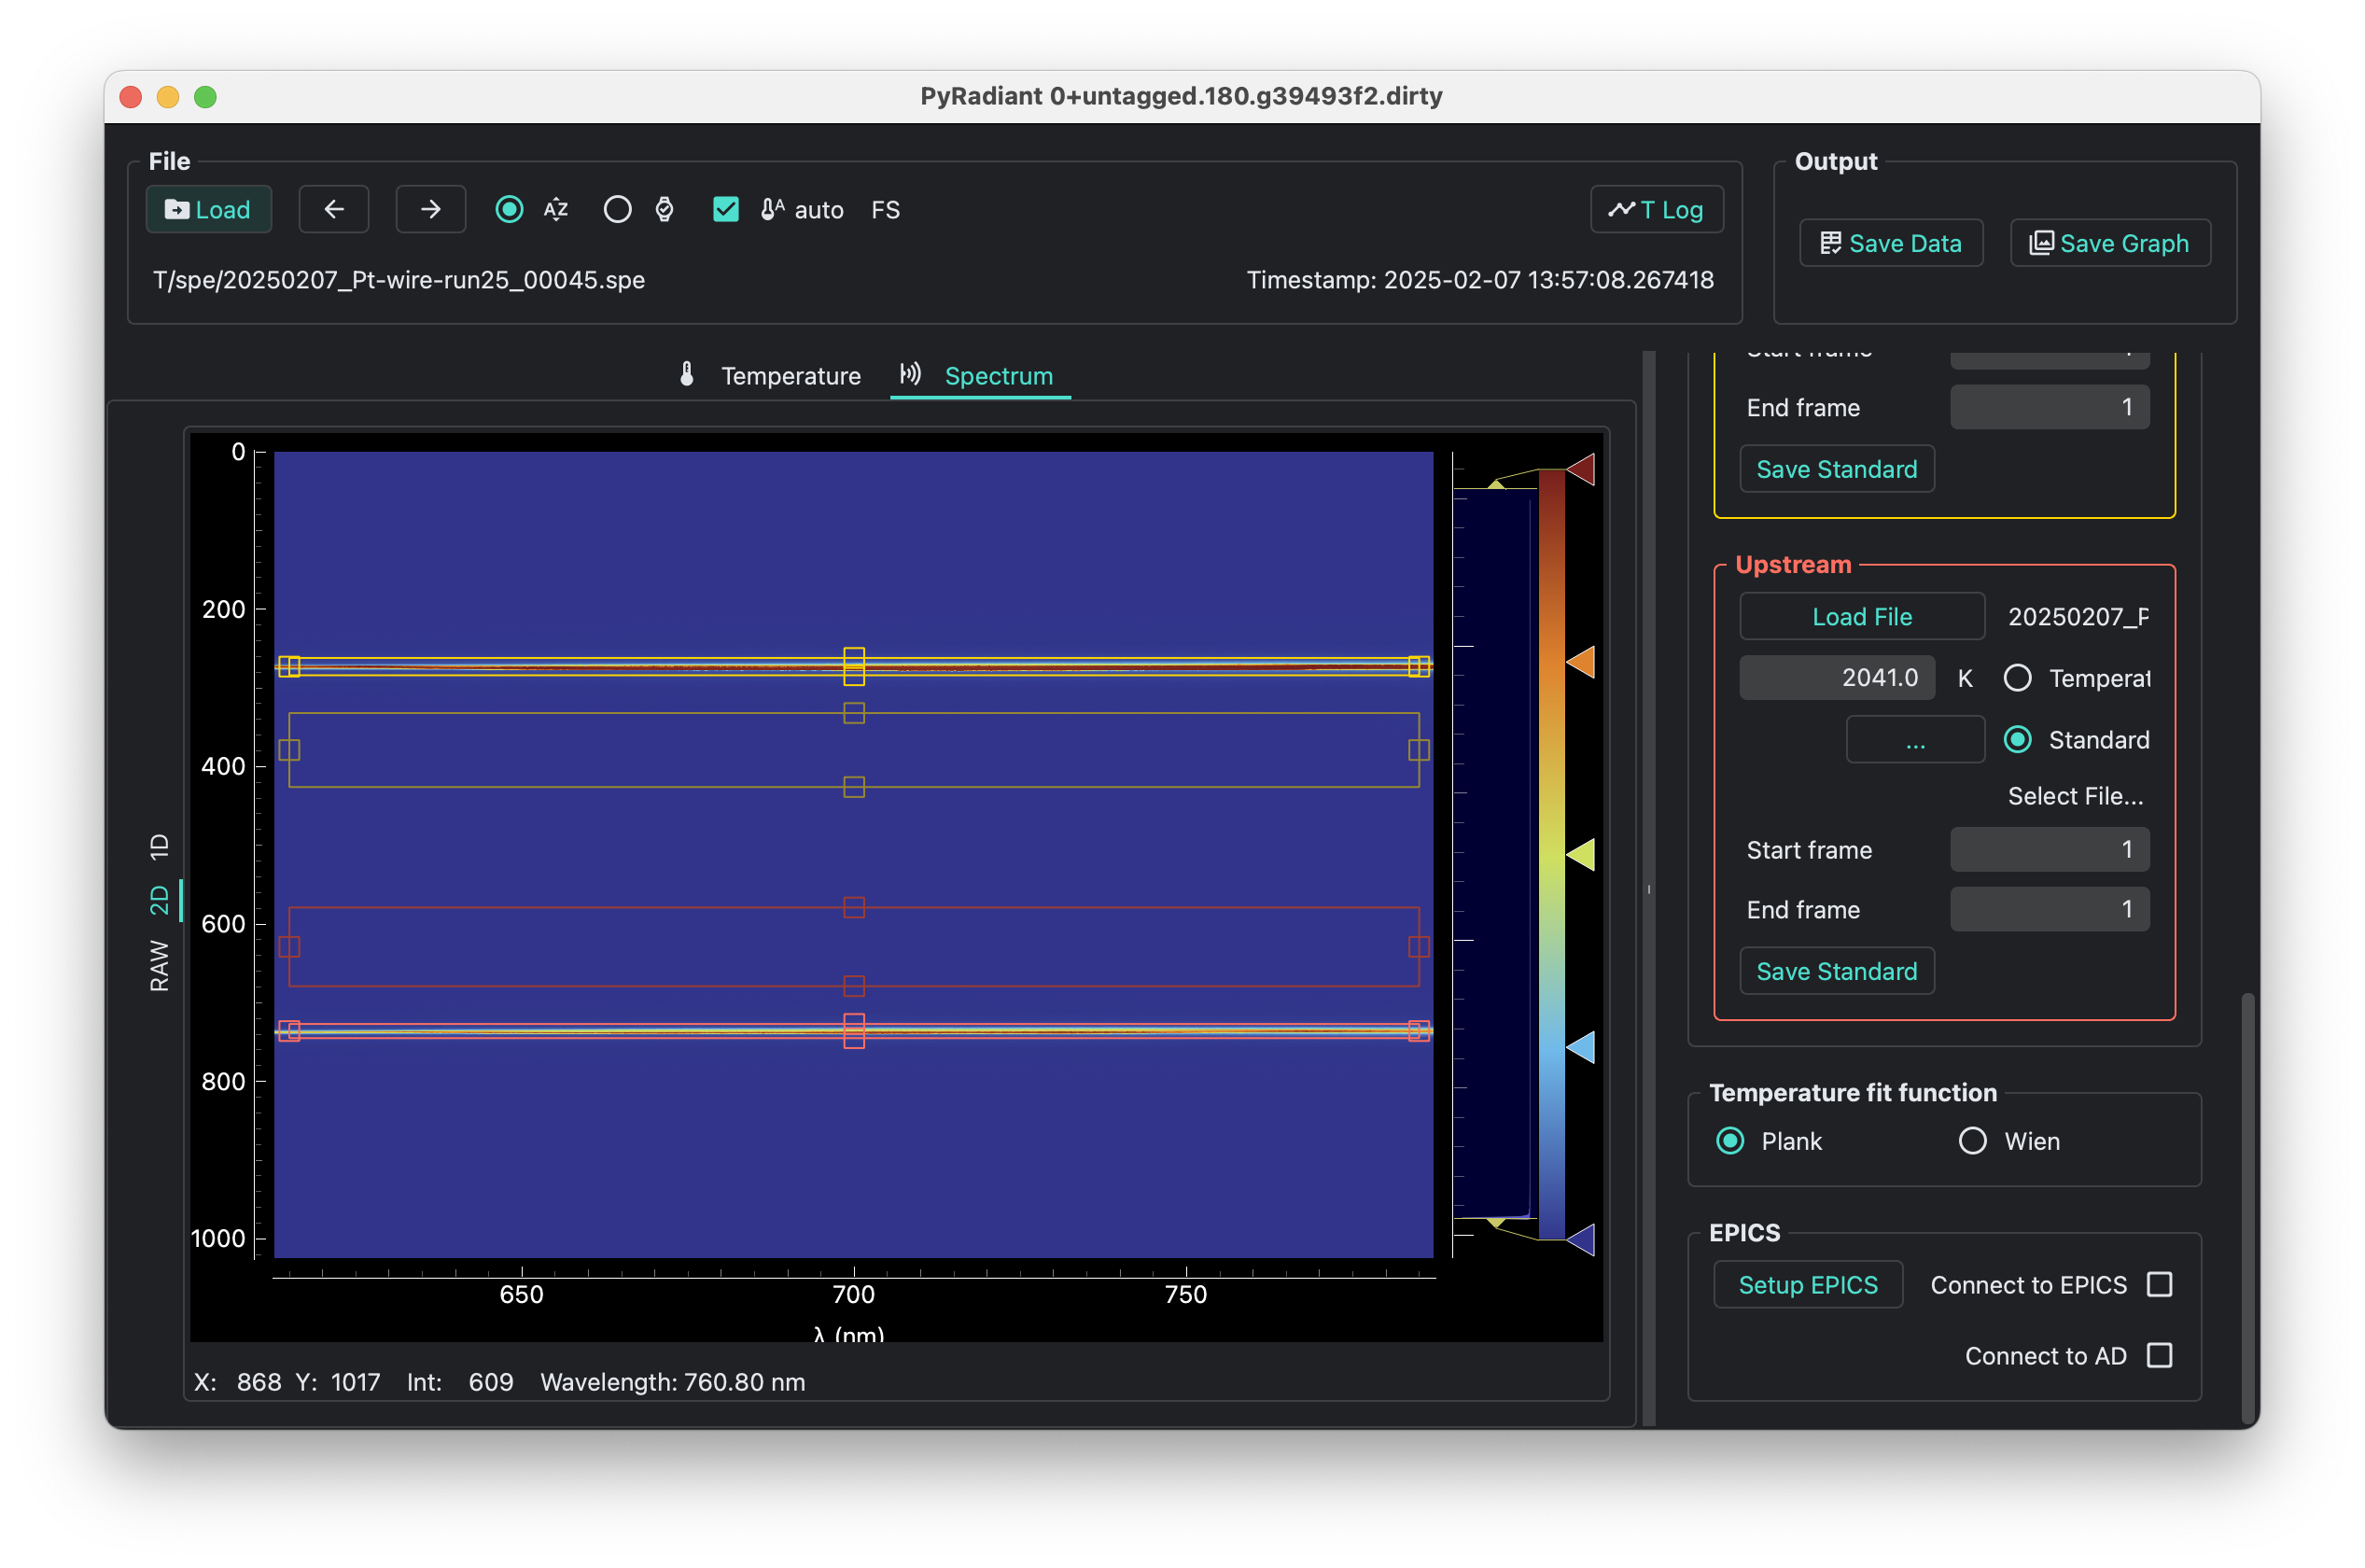 PyRadiant 0+untagged.180.g39493f2.dirty
File
Load
AZ
A auto FS
T Log
T/spe/20250207_Pt-wire-run25_00045.spe
Timestamp: 2025-02-07 13:57:08.267418
Output
Save Data
Save Graph
Temperature
Spectrum
1D
2D
RAW
0
200
400
600
800
1000
650
700
750
λ (nm)
X: 868 Y: 1017 Int: 609 Wavelength: 760.80 nm
Start frame 1
End frame 1
Save Standard
Upstream
Load File 20250207_P
2041.0 K Temperat
... Standard
Select File...
Start frame 1
End frame 1
Save Standard
Temperature fit function
Plank
Wien
EPICS
Setup EPICS
Connect to EPICS
Connect to AD